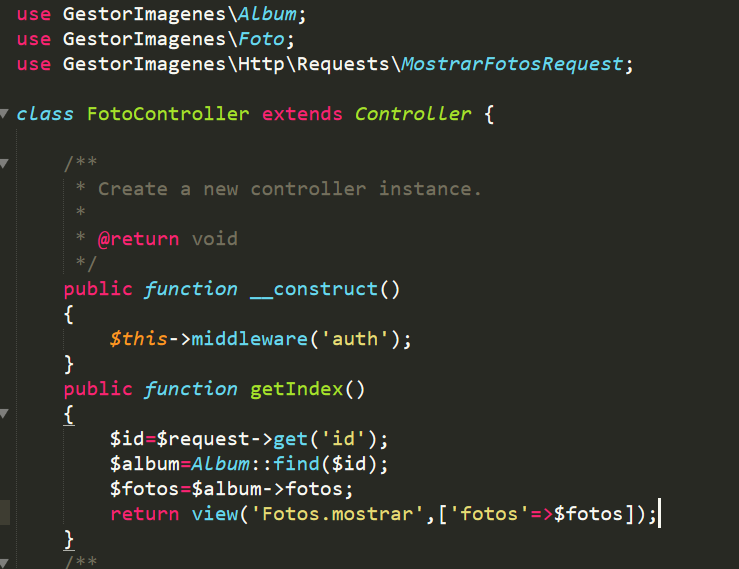 use GestorImagenes\Album;
use GestorImagenes\Foto;
use GestorImagenes\Http\Requests\MostrarFotosRequest;
class FotoController extends Controller {
/**
* Create a new controller instance.
*
* @return void
*/
public function __construct()
{
$this->middleware('auth');
}
public function getIndex()
{
$id=$request->get('id');
$album=Album::find($id);
$fotos=$album->fotos;
return view('Fotos.mostrar',['fotos'=>$fotos]);
}
/**